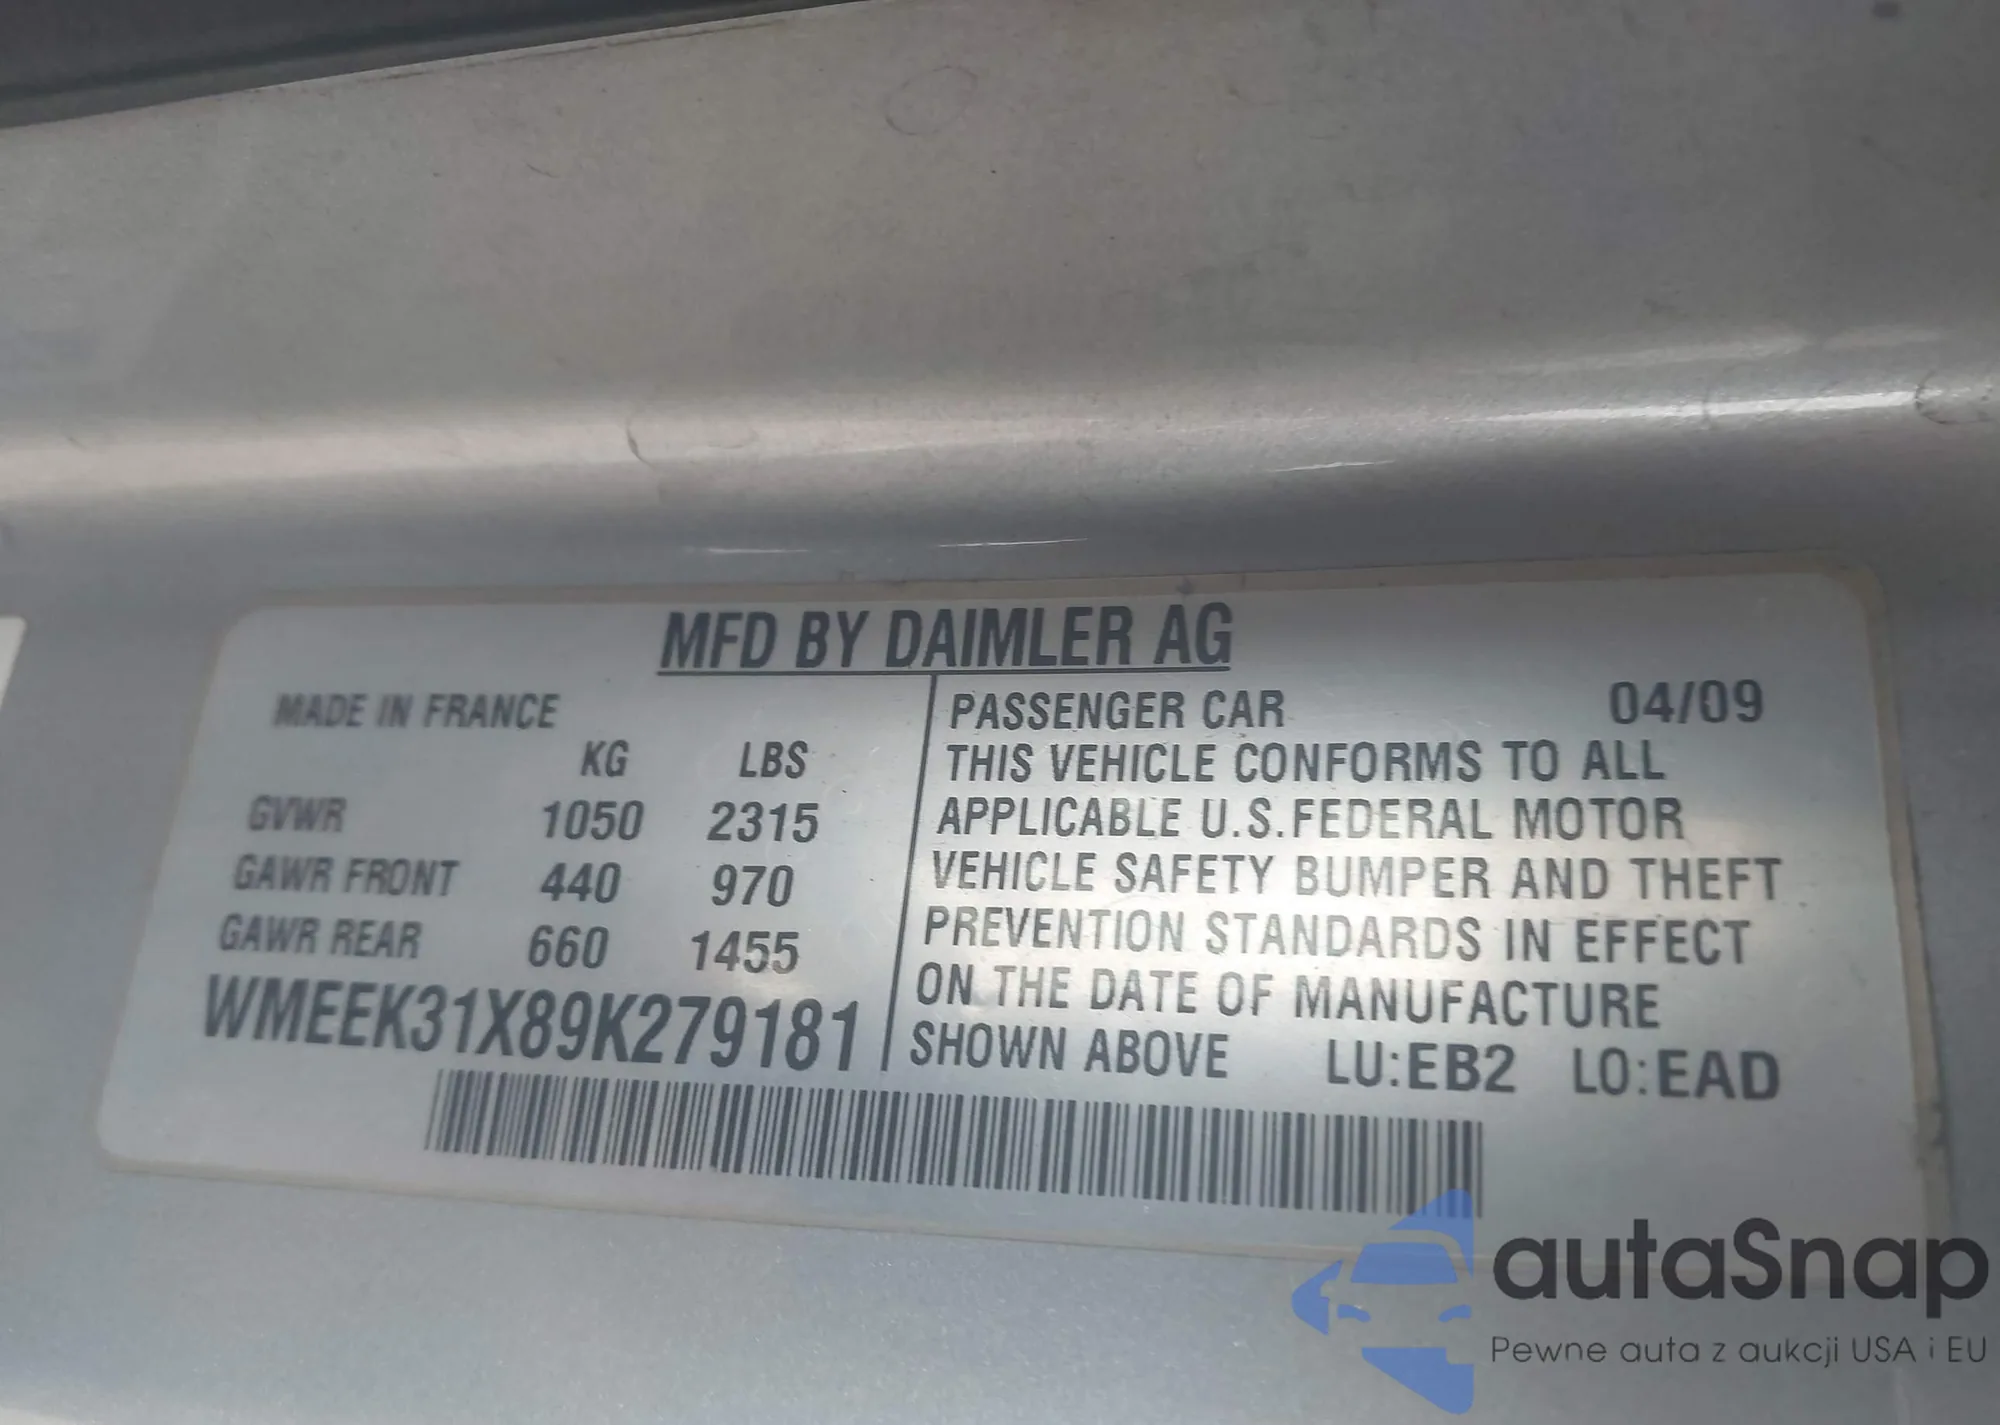 MFD BY DAIMLER AG
MADE IN FRANCE
KG LBS
GVWR 1050 2315
GAWR FRONT 440 970
GAWR REAR 660 1455
WMEEK31X89K279181
PASSENGER CAR 04/09
THIS VEHICLE CONFORMS TO ALL
APPLICABLE U.S.FEDERAL MOTOR
VEHICLE SAFETY BUMPER AND THEFT
PREVENTION STANDARDS IN EFFECT
ON THE DATE OF MANUFACTURE
SHOWN ABOVE LU:EB2 LO:EAD
autaSnap
Pewne auta z aukcji USA i EU